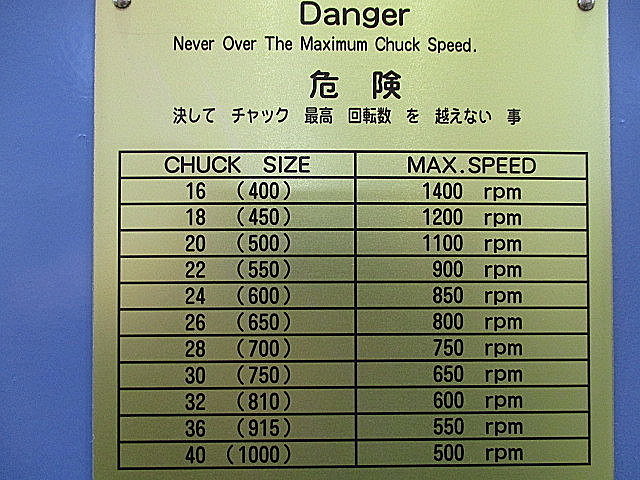 Danger
Never Over The Maximum Chuck Speed.
危 険
決して チャック 最高 回転数 を 越えない 事
CHUCK SIZE MAX.SPEED
16 (400) 1400 rpm
18 (450) 1200 rpm
20 (500) 1100 rpm
22 (550) 900 rpm
24 (600) 850 rpm
26 (650) 800 rpm
28 (700) 750 rpm
30 (750) 650 rpm
32 (810) 600 rpm
36 (915) 550 rpm
40 (1000) 500 rpm